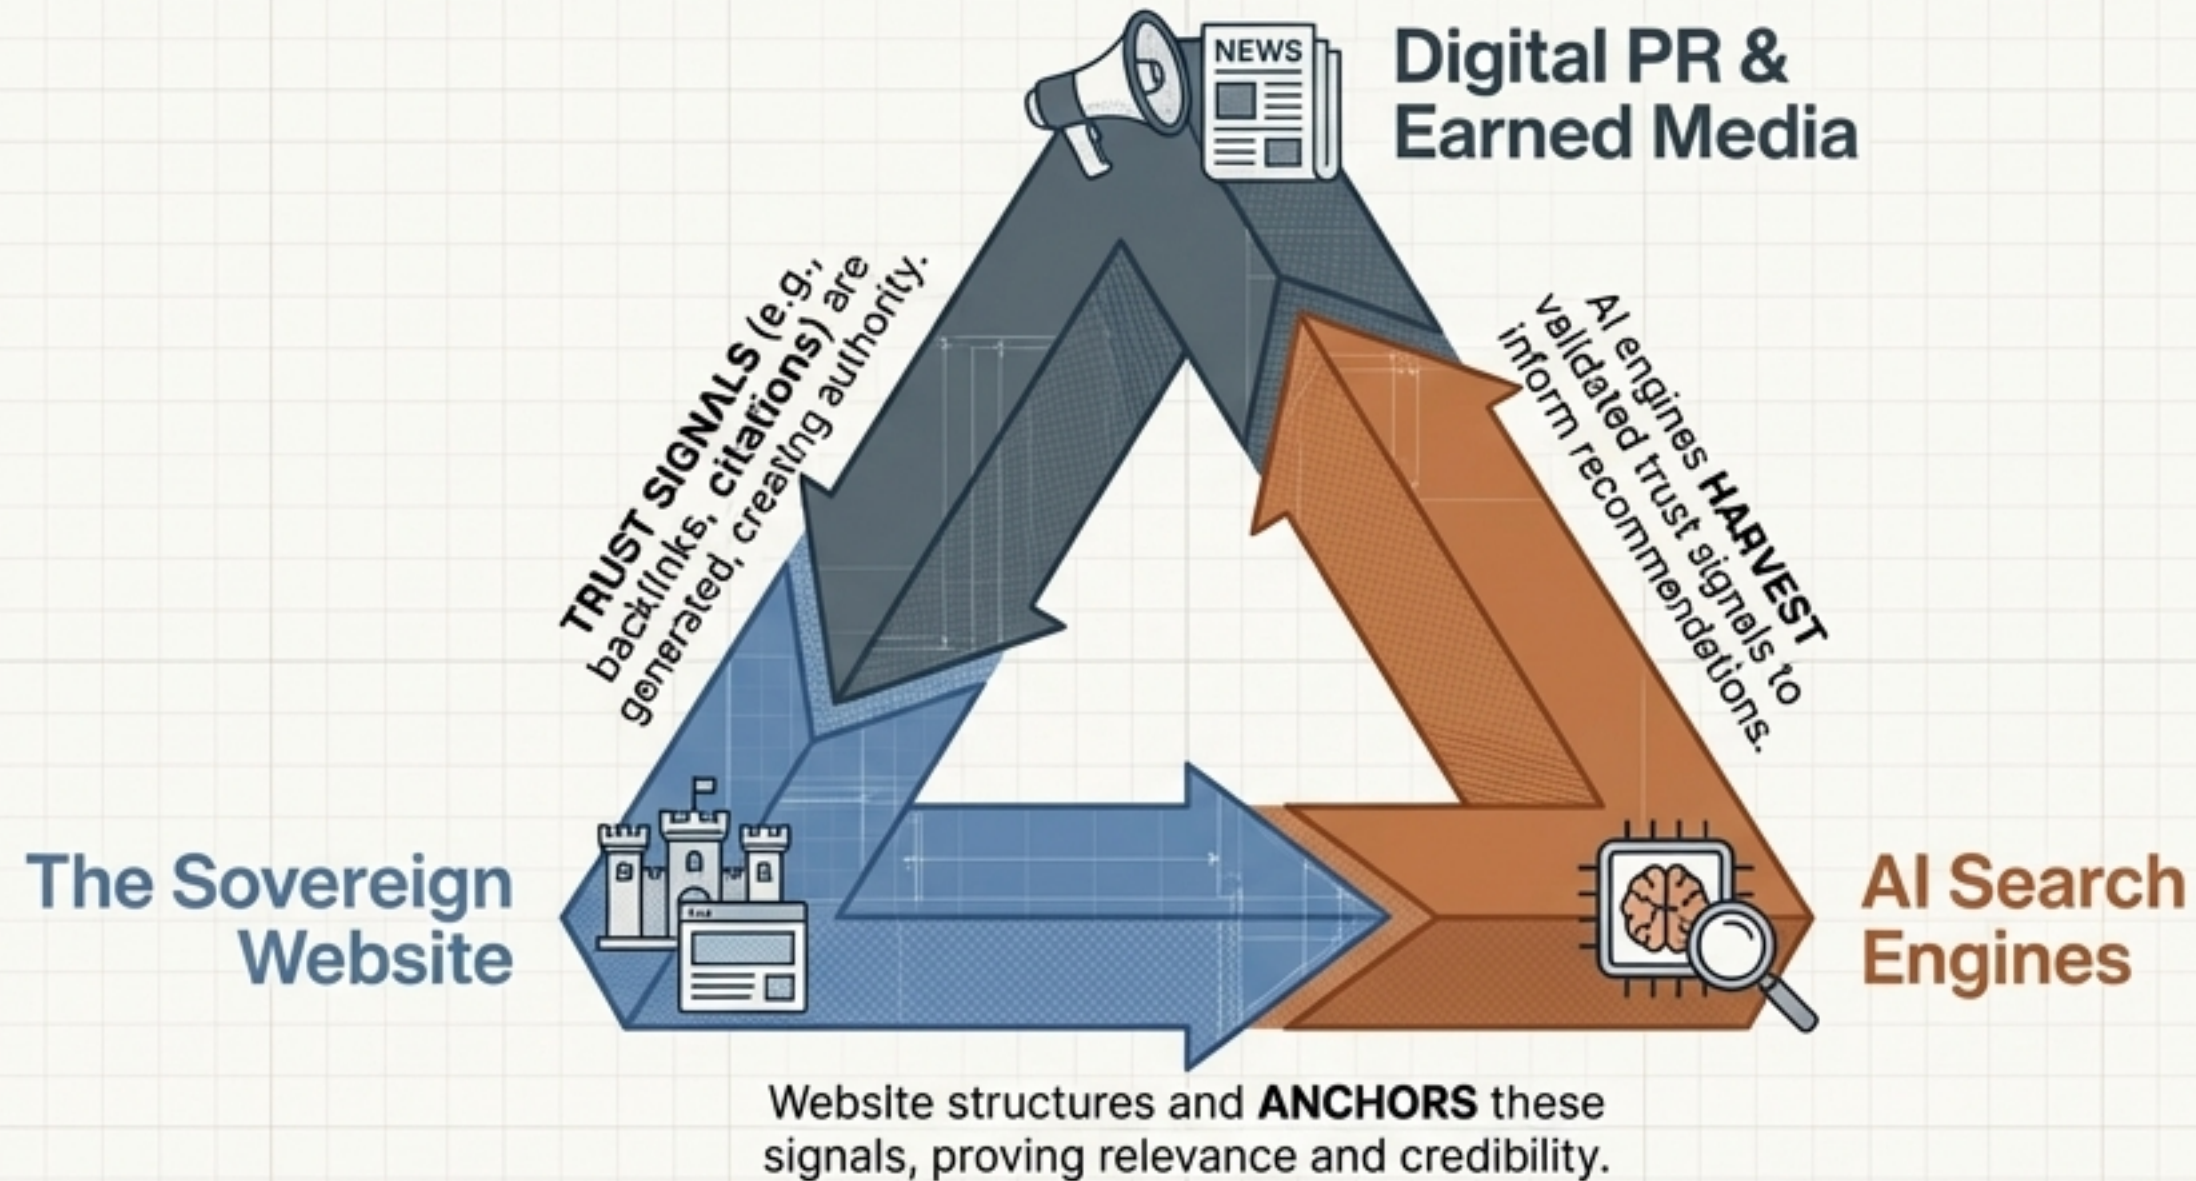 NEWS
Digital PR &
Earned Media
TRUST SIGNALS (e.g.,
backlinks, citations) are
generated, creating authority.
AI engines HARVEST
validated trust signals to
inform recommendations.
The Sovereign
Website
AI Search
Engines
Website structures and ANCHORS these
signals, proving relevance and credibility.